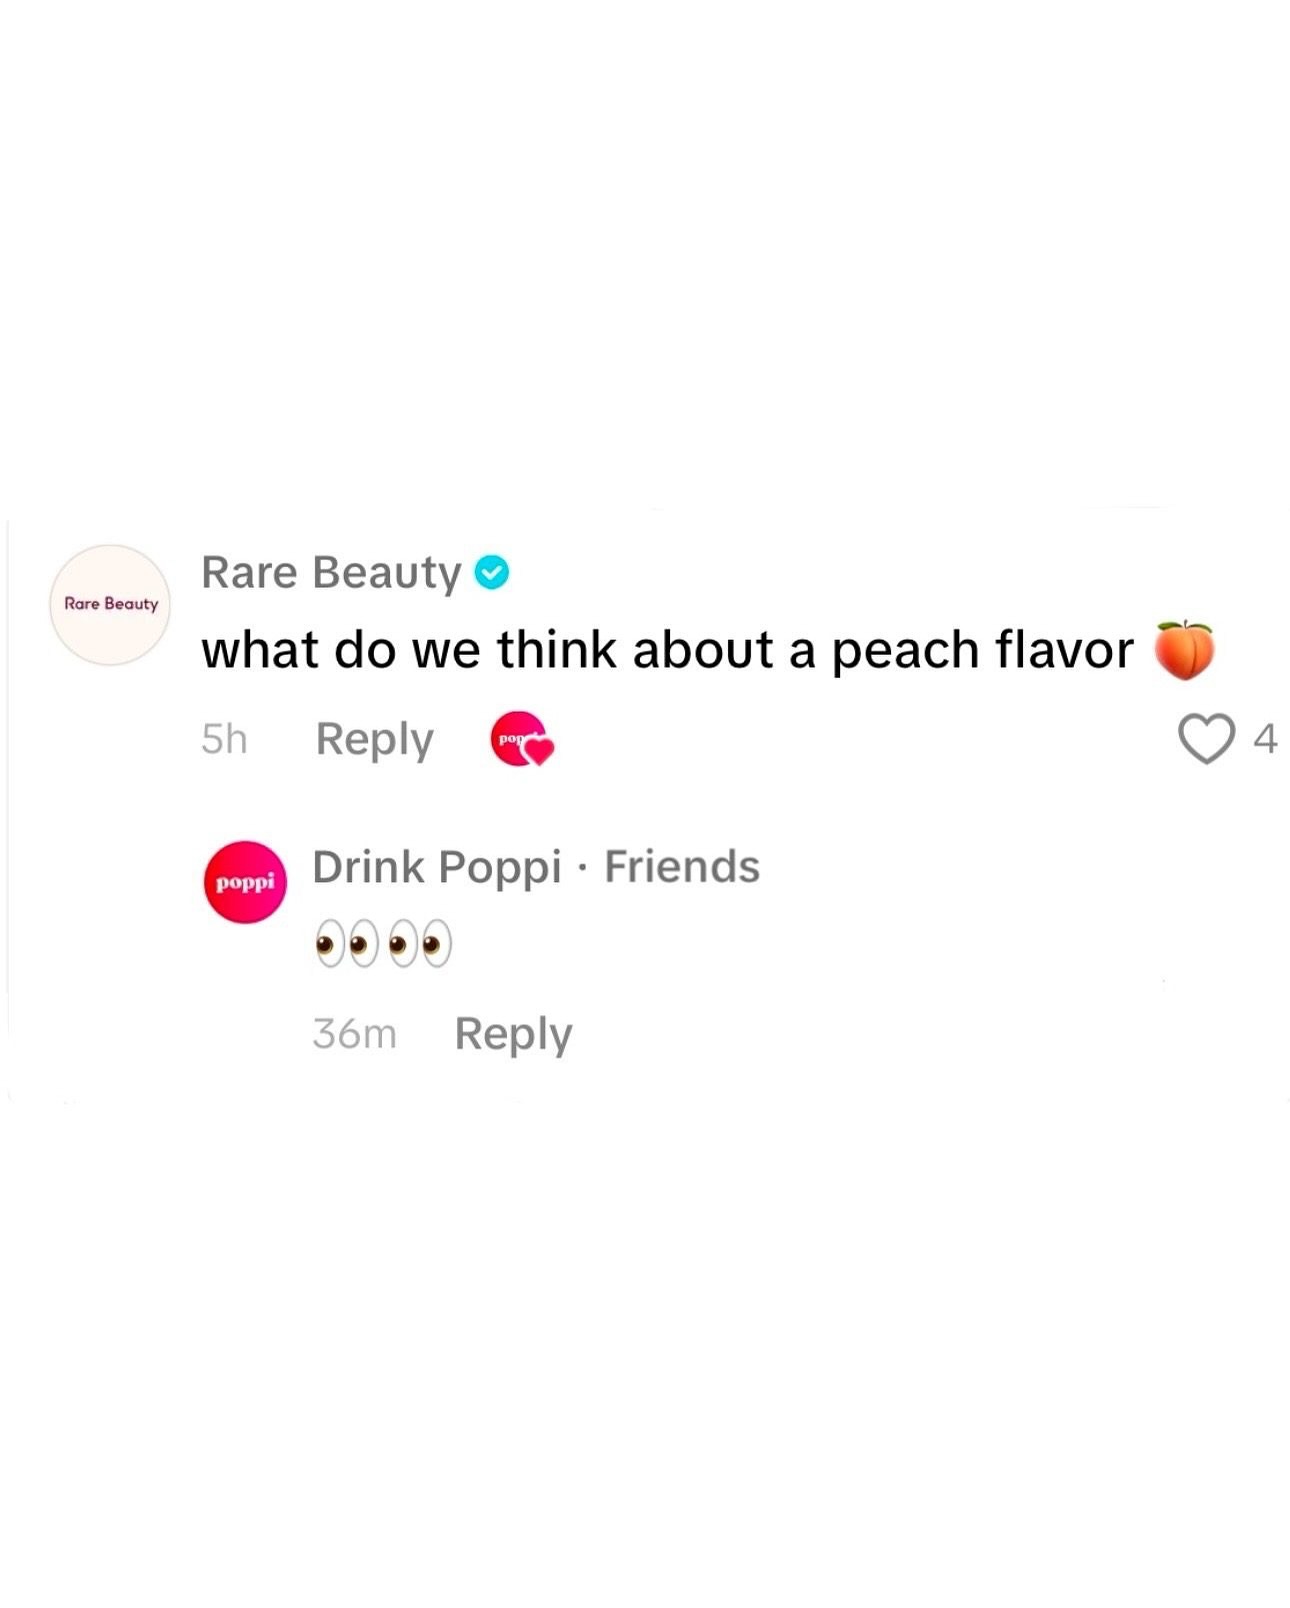 Rare Beauty
Rare Beauty
what do we think about a peach flavor 🍑
5h Reply 4
poppi
Drink Poppi · Friends
👀👀
36m Reply